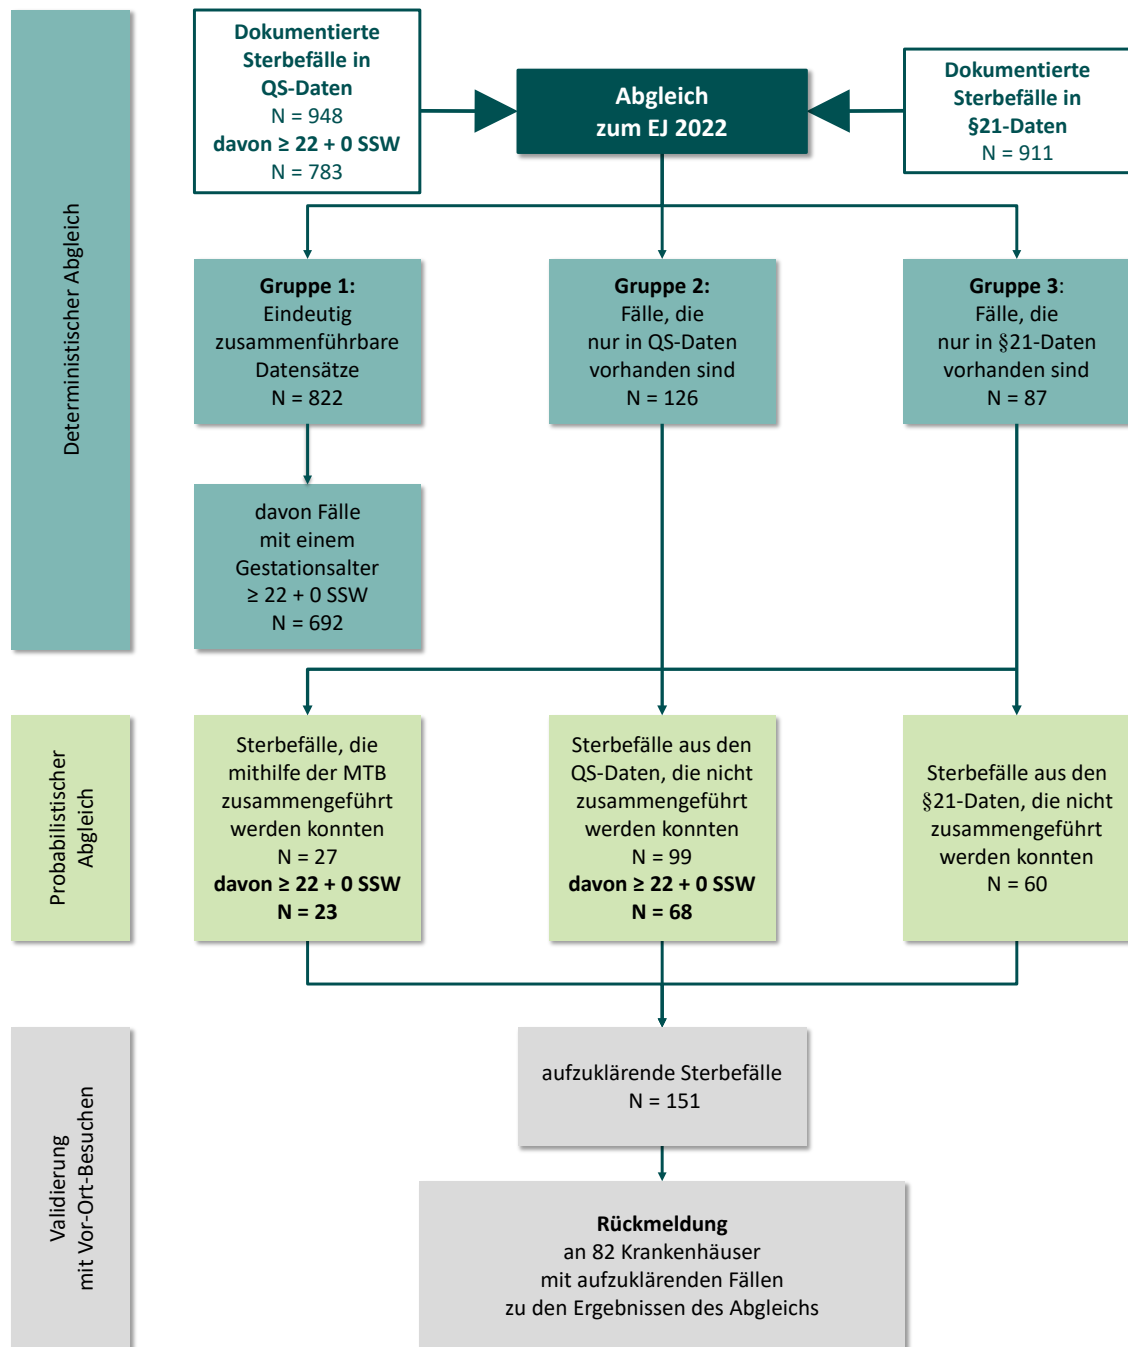 Dokumentierte
Sterbefälle in
QS-Daten
N = 948
davon ≥ 22 + 0 SSW
N = 783
Abgleich
zum EJ 2022
Dokumentierte
Sterbefälle in
§21-Daten
N = 911
Deterministischer Abgleich
Gruppe 1:
Eindeutig
zusammenführbare
Datensätze
N = 822
Gruppe 2:
Fälle, die
nur in QS-Daten
vorhanden sind
N = 126
Gruppe 3:
Fälle, die
nur in §21-Daten
vorhanden sind
N = 87
davon Fälle
mit einem
Gestationsalter
≥ 22 + 0 SSW
N = 692
Probabilistischer
Abgleich
Sterbefälle, die
mithilfe der MTB
zusammengeführt
werden konnten
N = 27
davon ≥ 22 + 0 SSW
N = 23
Sterbefälle aus den
QS-Daten, die nicht
zusammengeführt
werden konnten
N = 99
davon ≥ 22 + 0 SSW
N = 68
Sterbefälle aus den
§21-Daten, die nicht
zusammengeführt
werden konnten
N = 60
Validierung
mit Vor-Ort-Besuchen
aufzuklärende Sterbefälle
N = 151
Rückmeldung
an 82 Krankenhäuser
mit aufzuklärenden Fällen
zu den Ergebnissen des Abgleichs